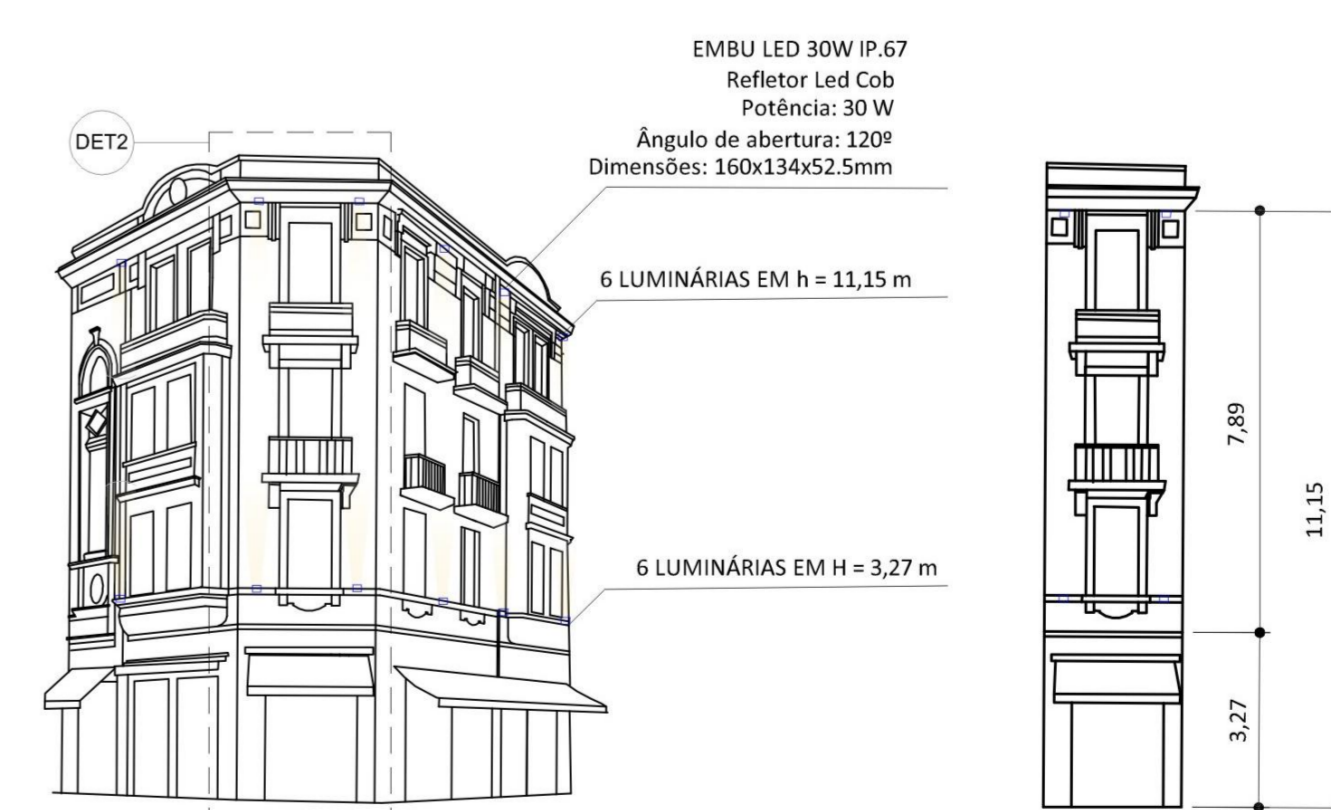 EMBU LED 30W IP.67
Refletor Led Cob
Potência: 30 W
Ângulo de abertura: 120º
Dimensões: 160x134x52.5mm
DET2
6 LUMINÁRIAS EM h = 11,15 m
6 LUMINÁRIAS EM H = 3,27 m
7,89
11,15
3,27